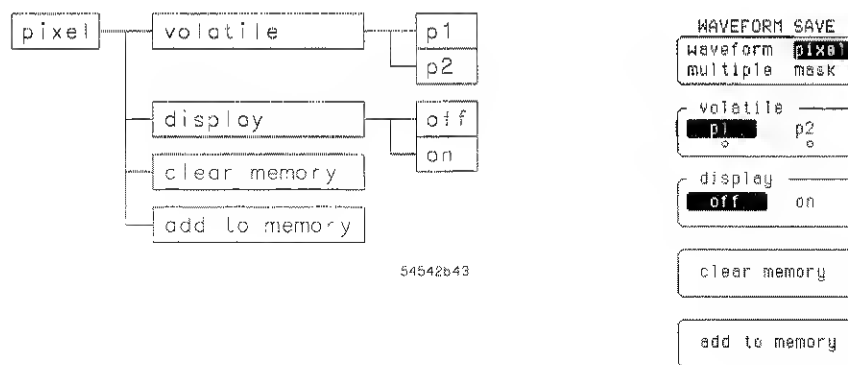 pixel
volatile
p1
p2
display
off
on
clear memory
add to memory
54542b43
WAVEFORM SAVE
waveform pixel
multiple mask
volatile
p1 p2
display
off on
clear memory
add to memory